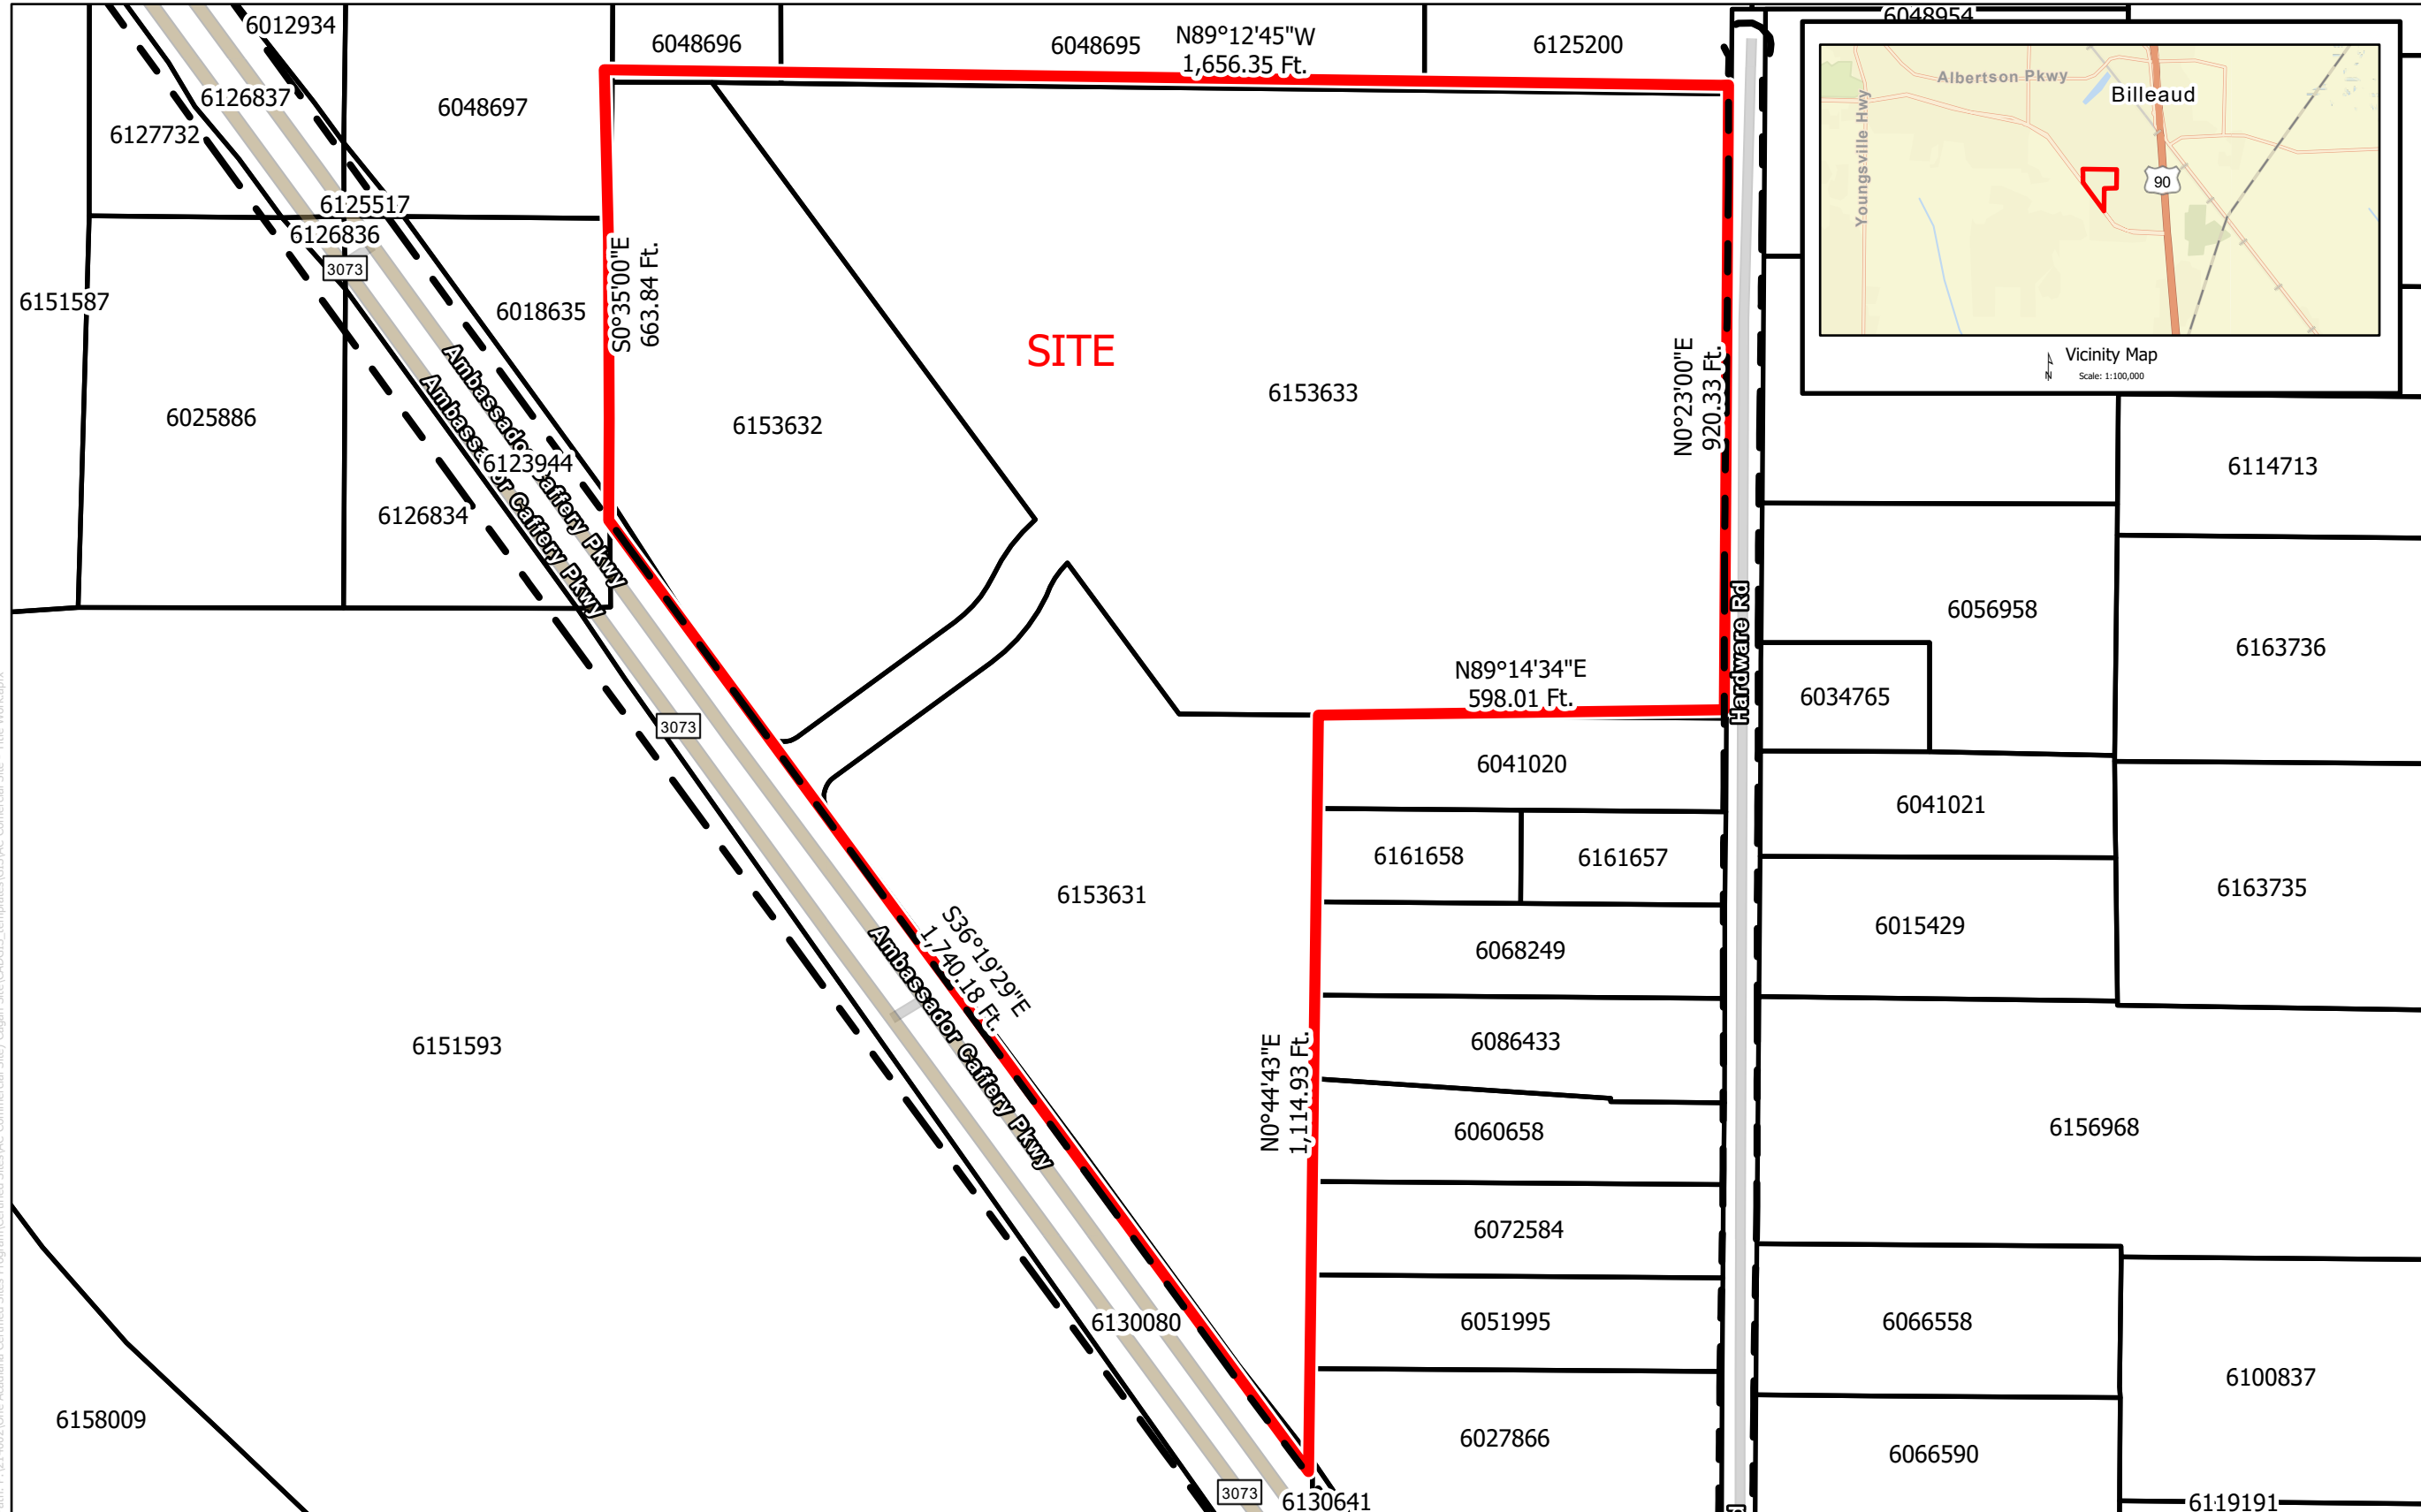 6012934
6048696
6048695
N89°12'45"W
1,656.35 Ft.
6125200
6048954
Albertson Pkwy
Billeaud
Youngsville Hwy
90
Vicinity Map
N
Scale: 1:100,000
6126837
6048697
6127732
6125517
6126836
3073
6151587
6018635
S0°35'00"E
663.84 Ft.
SITE
6153633
N0°23'00"E
920.33 Ft.
6025886
6153632
Ambassador Caffery Pkwy
Ambassador Caffery Pkwy
6123944
6126834
6114713
6056958
6163736
Hardware Rd
N89°14'34"E
598.01 Ft.
6034765
3073
6041020
6041021
6161658
6161657
6153631
6163735
6015429
S36°19'29"E
1,740.18 Ft.
Ambassador Caffery Pkwy
6068249
6151593
6086433
N0°44'43"E
1,114.93 Ft.
6060658
6156968
6072584
6130080
6051995
6066558
6100837
6158009
6027866
6066590
3073
6130641
6119191